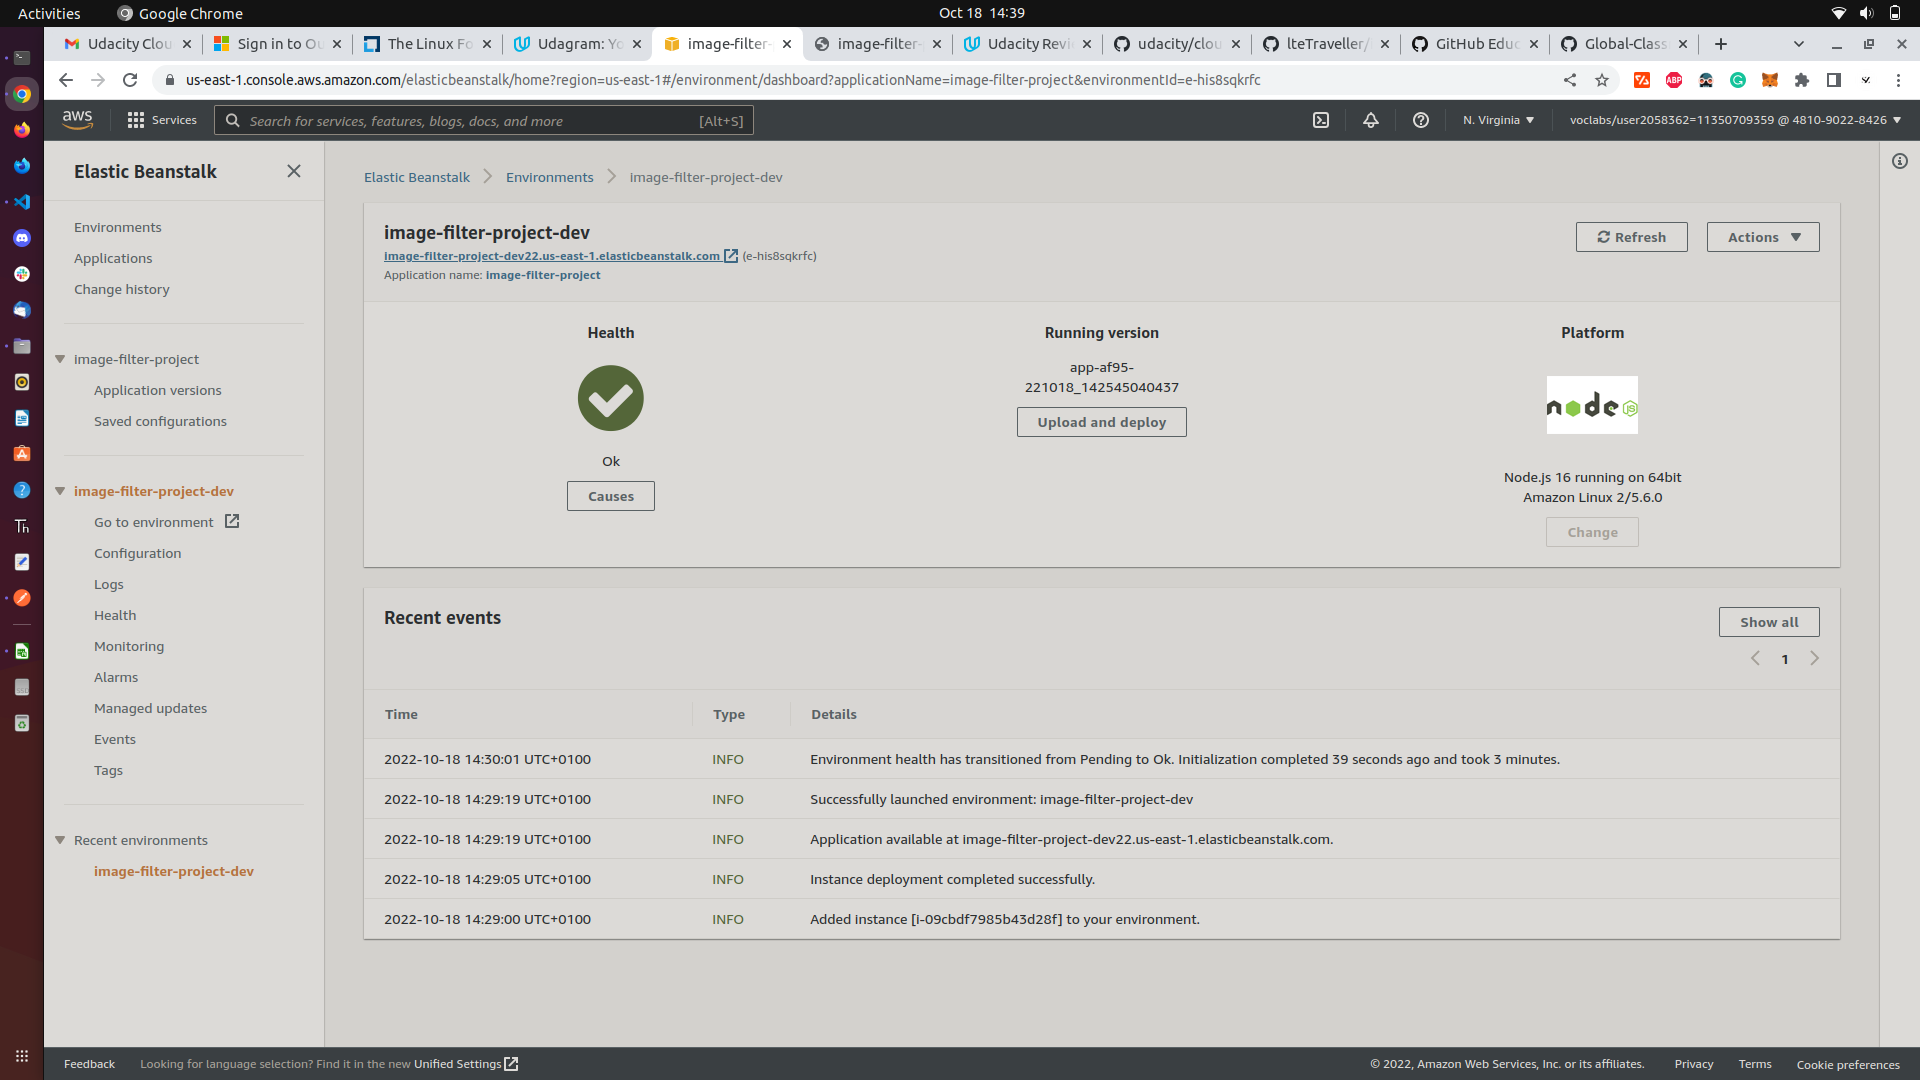 Activities
Google Chrome
Oct 18 14:39
Udacity Clou
Sign in to Ou
The Linux Fo
Udagram: Yo
image-filter-
image-filter-
Udacity Revi
udacity/clou
IteTraveller/
GitHub Educ
Global-Class
us-east-1.console.aws.amazon.com/elasticbeanstalk/home?region=us-east-1#/environment/dashboard?applicationName=image-filter-project&environmentId=e-his8sqkrfc
ABP
aws
Services
Search for services, features, blogs, docs, and more
[Alt+S]
N. Virginia
voclabs/user2058362=11350709359 @ 4810-9022-8426
Elastic Beanstalk
Environments
Applications
Change history
image-filter-project
Application versions
Saved configurations
image-filter-project-dev
Go to environment
Configuration
Logs
Health
Monitoring
Alarms
Managed updates
Events
Tags
Recent environments
image-filter-project-dev
Elastic Beanstalk
Environments
image-filter-project-dev
image-filter-project-dev
image-filter-project-dev22.us-east-1.elasticbeanstalk.com (e-his8sqkrfc)
Application name: image-filter-project
Refresh
Actions
Health
Ok
Causes
Running version
app-af95-
221018_142545040437
Upload and deploy
Platform
node JS
Node.js 16 running on 64bit
Amazon Linux 2/5.6.0
Change
Recent events
Show all
1
Time Type Details
2022-10-18 14:30:01 UTC+0100 INFO Environment health has transitioned from Pending to Ok. Initialization completed 39 seconds ago and took 3 minutes.
2022-10-18 14:29:19 UTC+0100 INFO Successfully launched environment: image-filter-project-dev
2022-10-18 14:29:19 UTC+0100 INFO Application available at image-filter-project-dev22.us-east-1.elasticbeanstalk.com.
2022-10-18 14:29:05 UTC+0100 INFO Instance deployment completed successfully.
2022-10-18 14:29:00 UTC+0100 INFO Added instance [i-09cbdf7985b43d28f] to your environment.
Feedback
Looking for language selection? Find it in the new Unified Settings
© 2022, Amazon Web Services, Inc. or its affiliates.
Privacy
Terms
Cookie preferences